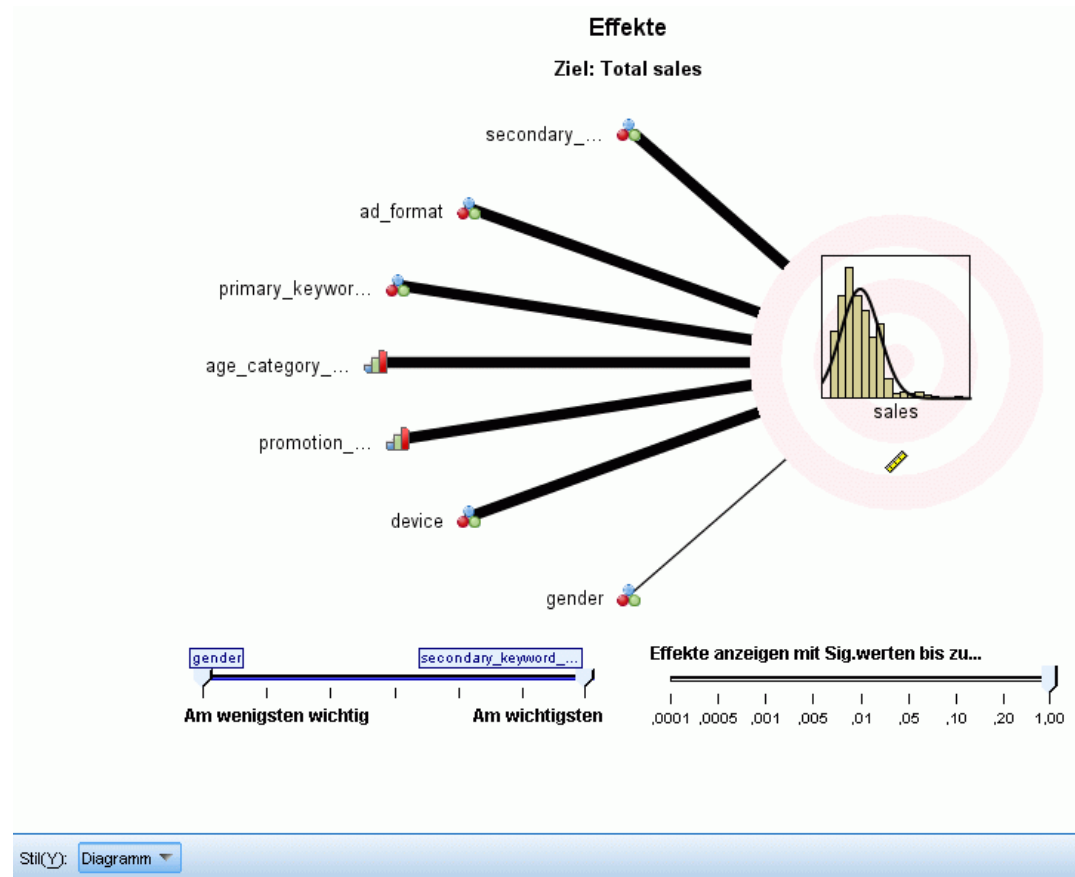 Effekte
Ziel: Total sales
secondary_...
ad_format
primary_keywor...
age_category_...
promotion_...
device
gender
sales
gender
secondary_keyword_...
Am wenigsten wichtig
Am wichtigsten
Effekte anzeigen mit Sig.werten bis zu...
,0001 ,0005 ,001 ,005 ,01 ,05 ,10 ,20 1,00
Stil(Y): Diagramm